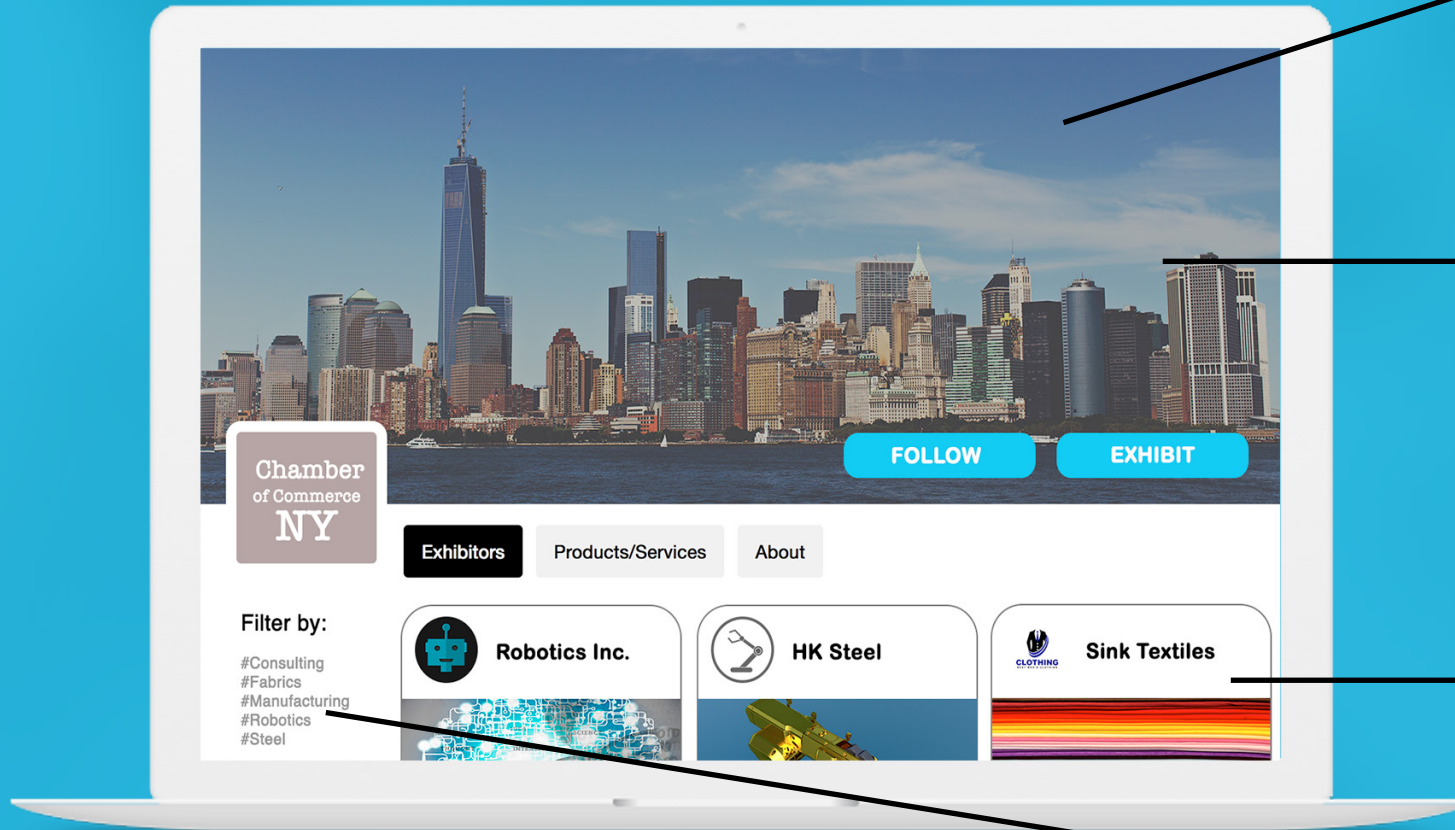 FOLLOW
EXHIBIT
Chamber
of Commerce
NY
Exhibitors
Products/Services
About
Filter by:
#Consulting
#Fabrics
#Manufacturing
#Robotics
#Steel
Robotics Inc.
HK Steel
CLOTHING
Sink Textiles
SCIENCE